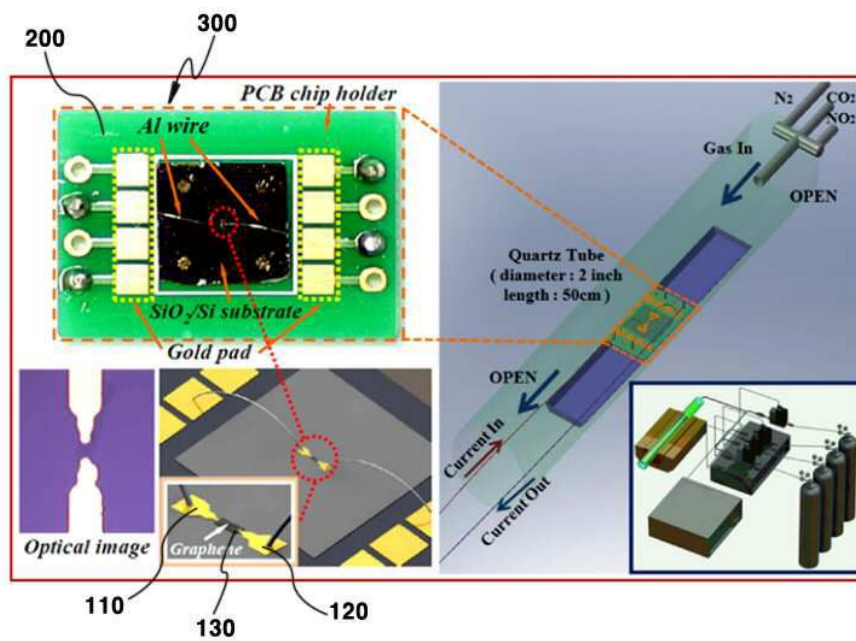 200
300
PCB chip holder
Al wire
SiO2/Si substrate
Gold pad
Optical image
Graphene
110
130
120
N2
CO2
NO2
Gas In
OPEN
Quartz Tube
( diameter : 2 inch
length : 50cm )
OPEN
Current In
Current Out